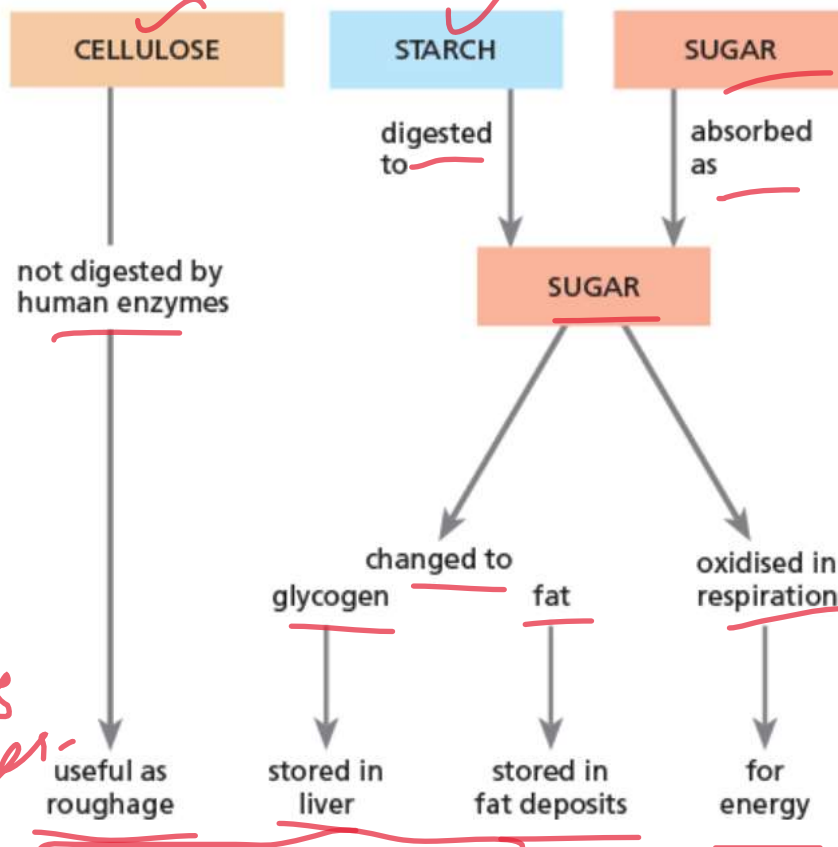 CELLULOSE
STARCH
SUGAR
digested
to
absorbed
as
not digested by
human enzymes
SUGAR
changed to
glycogen
fat
oxidised in
respiration
useful as
roughage
stored in
liver
stored in
fat deposits
for
energy